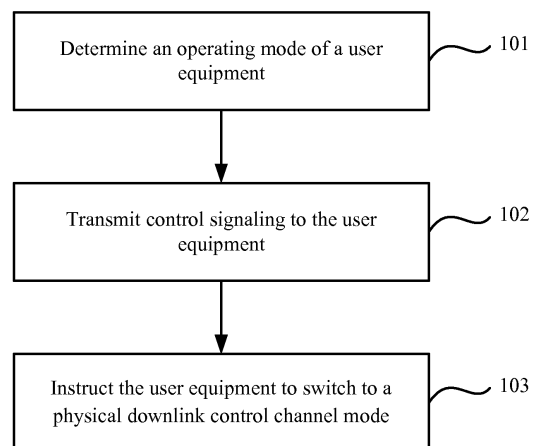 Determine an operating mode of a user
equipment
101
Transmit control signaling to the user
equipment
102
Instruct the user equipment to switch to a
physical downlink control channel mode
103